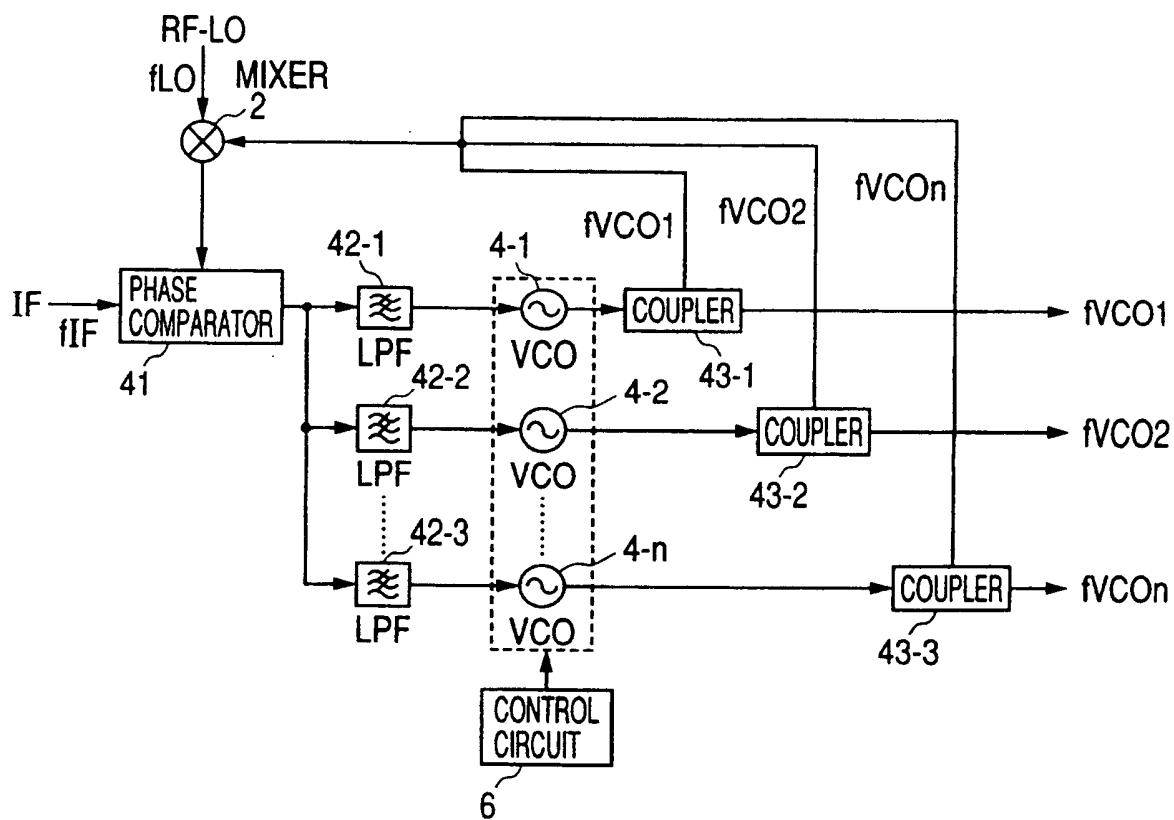 RF-LO
fLO
MIXER
2
fVCO1
fVCO2
fVCOn
42-1
4-1
IF
fIF
PHASE
COMPARATOR
41
LPF
VCO
COUPLER
43-1
fVCO1
42-2
4-2
LPF
VCO
COUPLER
43-2
fVCO2
42-3
4-n
LPF
VCO
COUPLER
43-3
fVCOn
CONTROL
CIRCUIT
6